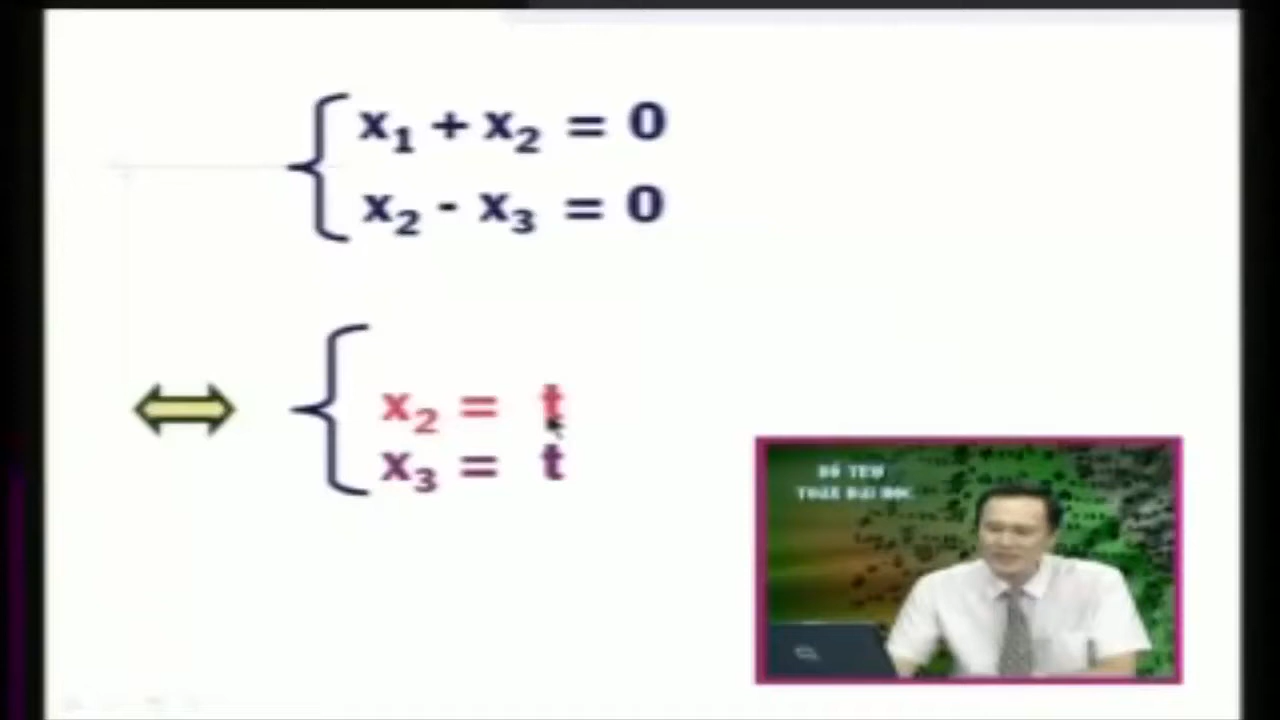 x₁ + x₂ = 0
x₂ - x₃ = 0
x₂ = t
x₃ = t